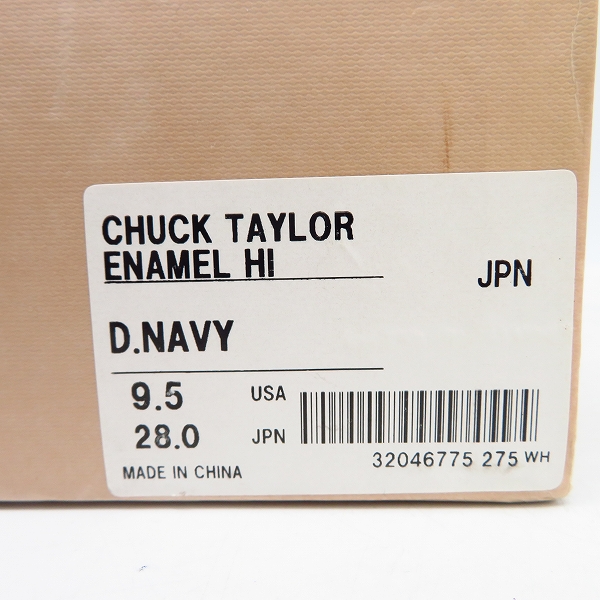 CHUCK TAYLOR
ENAMEL HI
JPN
D.NAVY
9.5 USA
28.0 JPN
32046775 275 WH
MADE IN CHINA